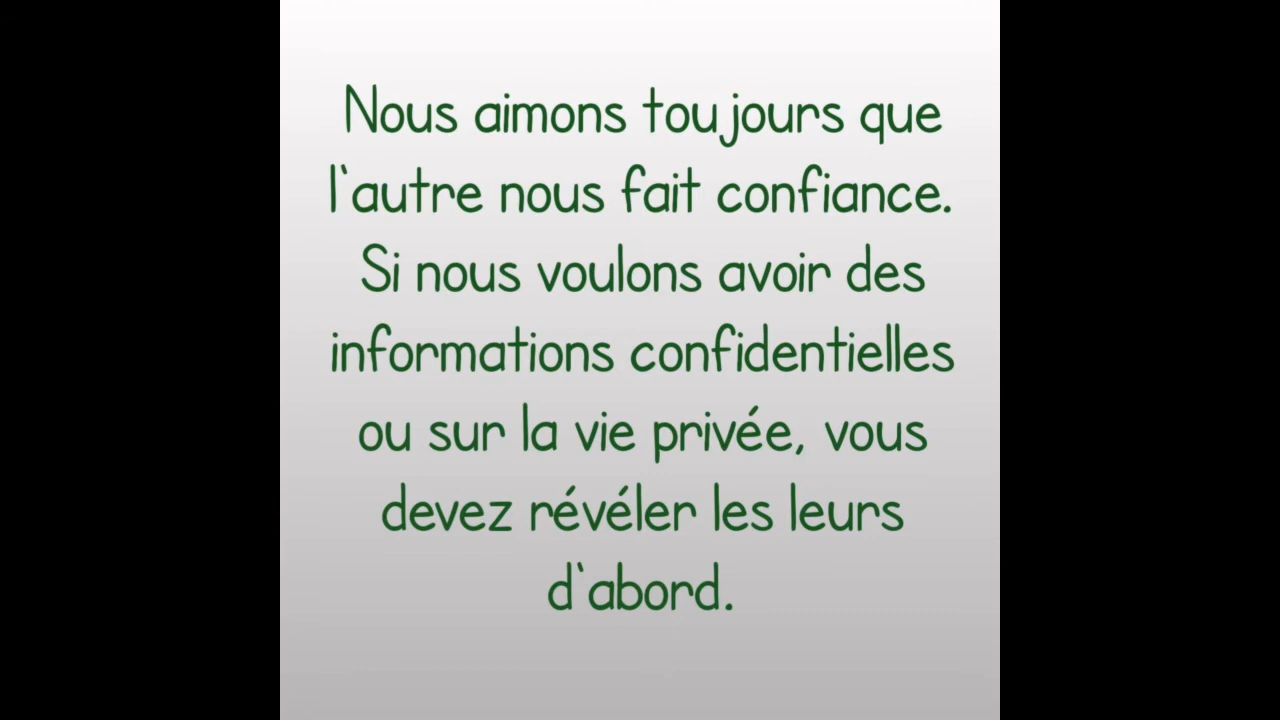 Nous aimons toujours que
l'autre nous fait confiance.
Si nous voulons avoir des
informations confidentielles
ou sur la vie privée, vous
devez révéler les leurs
d'abord.